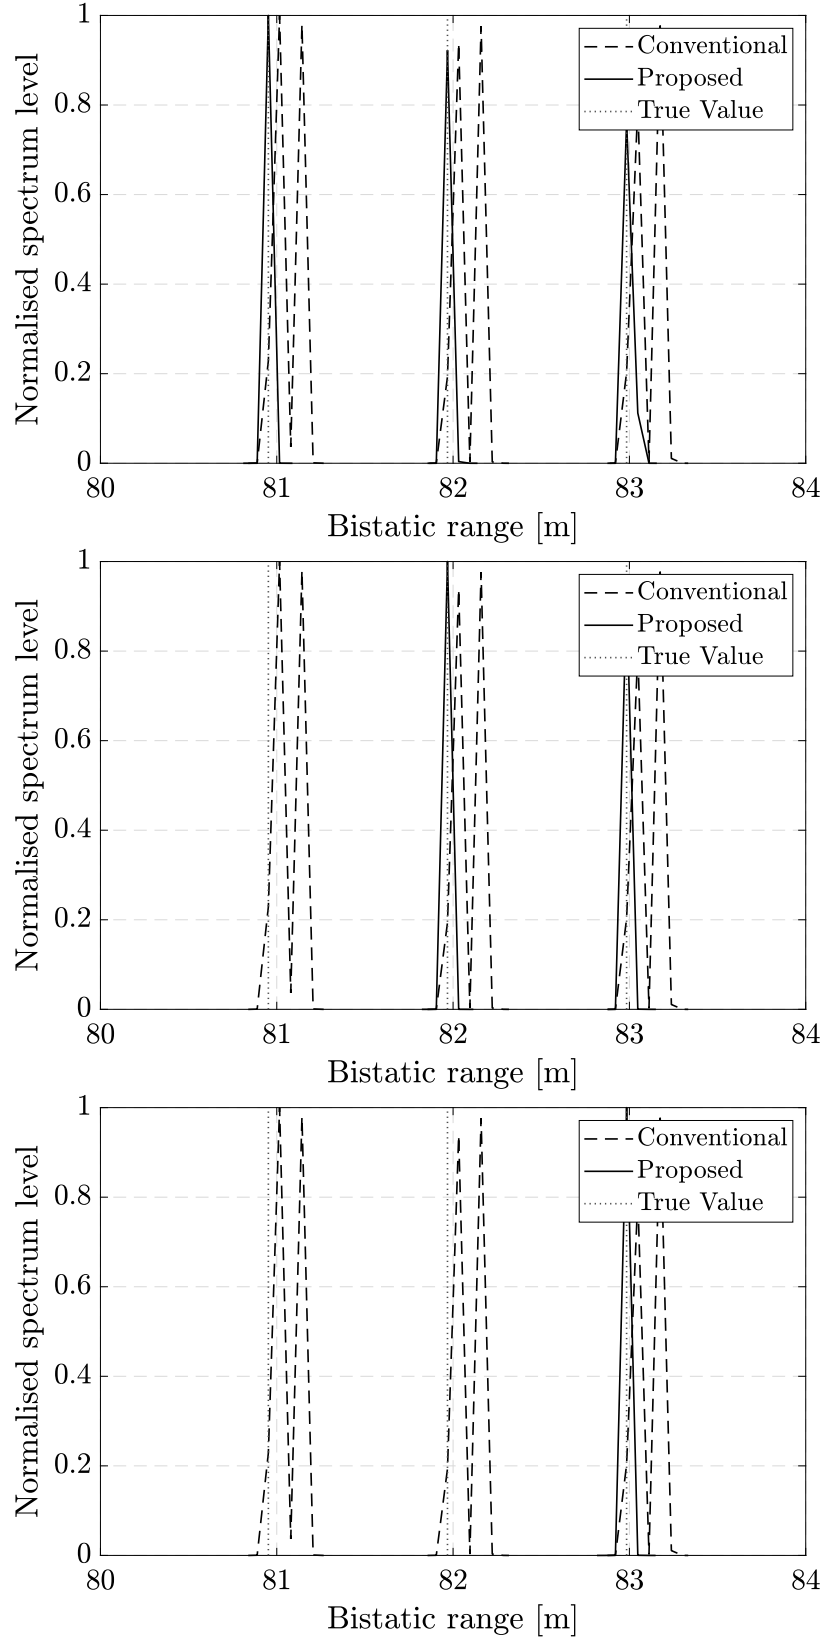 1
0.8
0.6
0.4
0.2
0
Normalised spectrum level
80 81 82 83 84
Bistatic range [m]
Conventional
Proposed
True Value
1
0.8
0.6
0.4
0.2
0
Normalised spectrum level
80 81 82 83 84
Bistatic range [m]
Conventional
Proposed
True Value
1
0.8
0.6
0.4
0.2
0
Normalised spectrum level
80 81 82 83 84
Bistatic range [m]
Conventional
Proposed
True Value